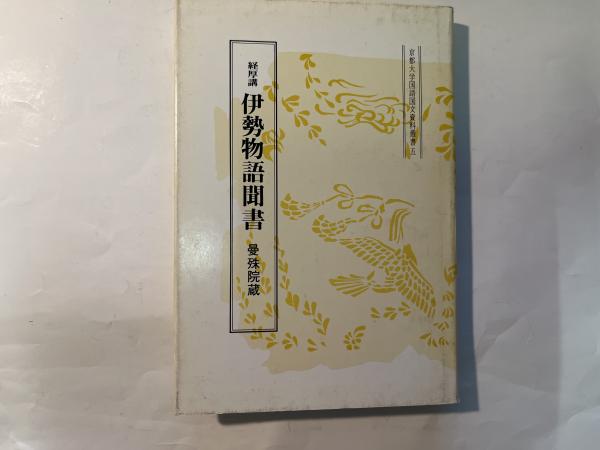 京都大学国語国文資料叢書五
経厚講 伊勢物語聞書 曼殊院蔵